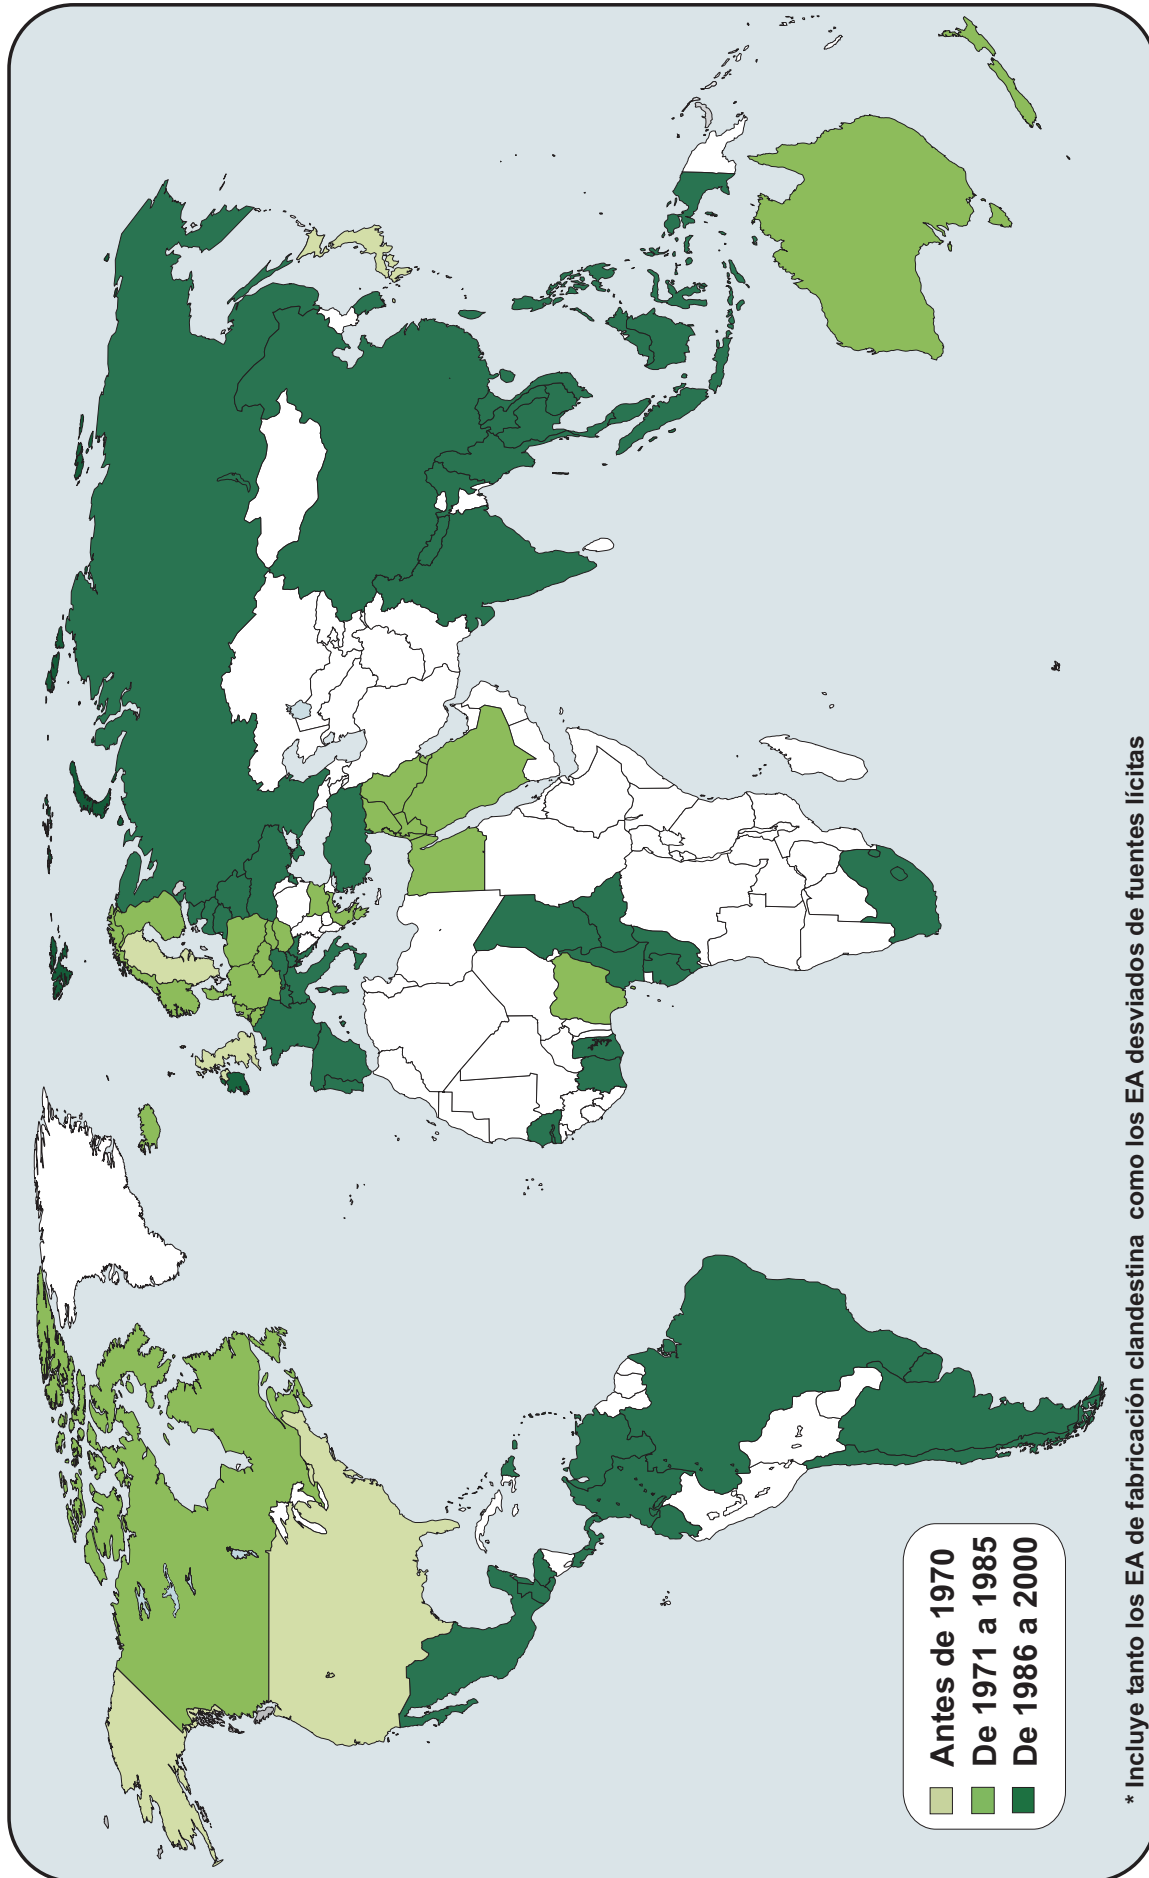 Antes de 1970
De 1971 a 1985
De 1986 a 2000
* Incluye tanto los EA de fabricación clandestina como los EA desviados de fuentes lícitas